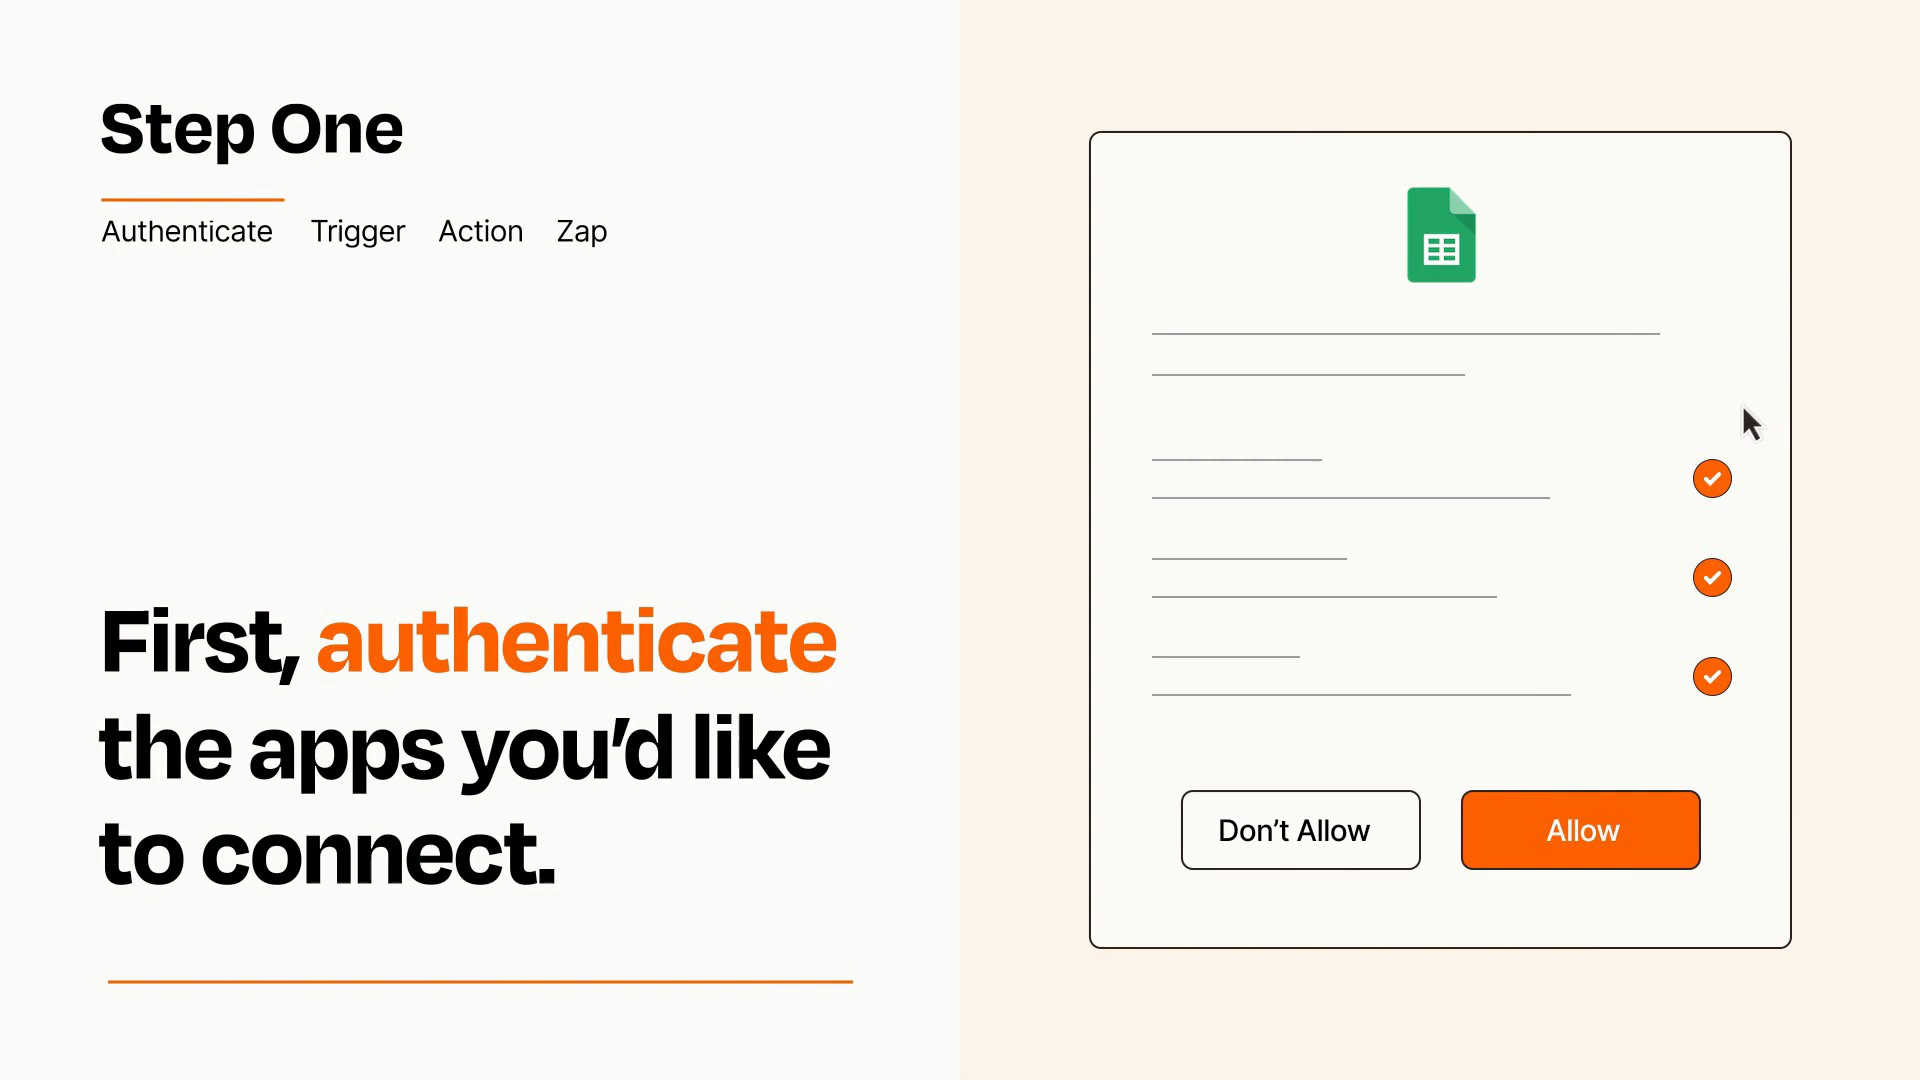 Step One
Authenticate Trigger Action Zap
First, authenticate
the apps you’d like
to connect.
Don’t Allow
Allow